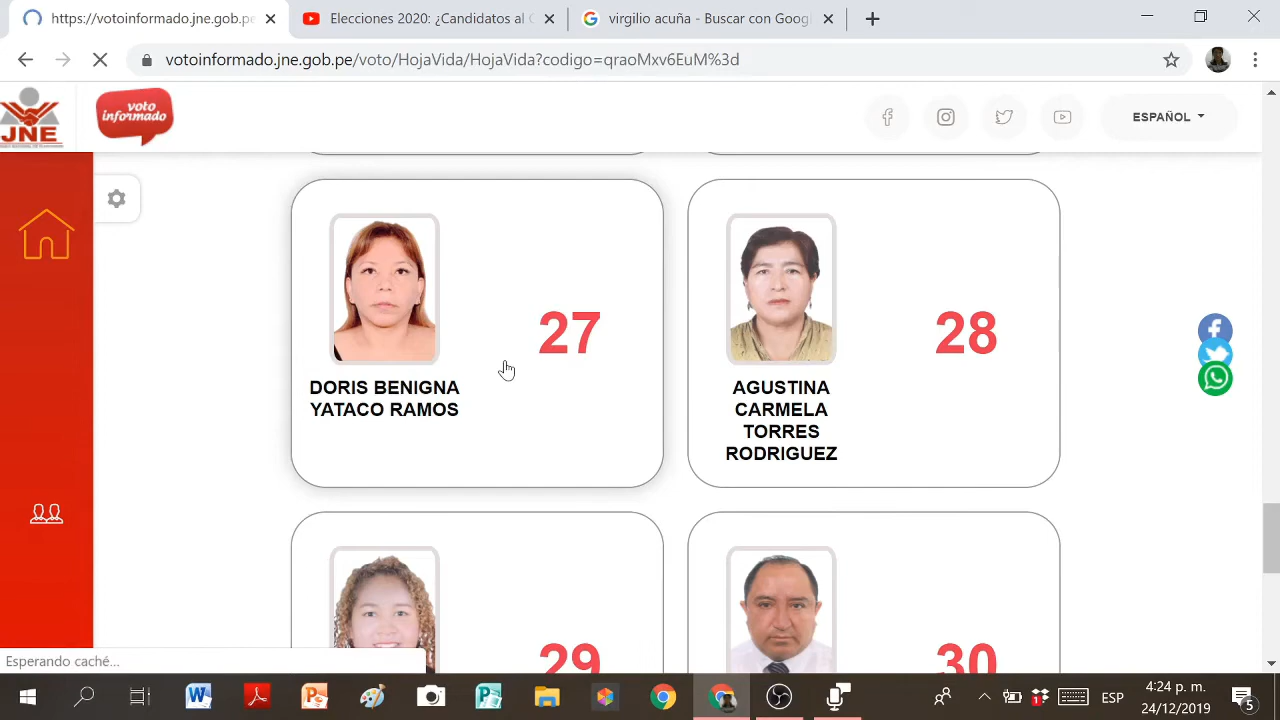 https://votoinformado.jne.gob.pe
Elecciones 2020: ¿Candidatos al C
virgilio acuña - Buscar con Goog
votoinformado.jne.gob.pe/voto/HojaVida/HojaVida?codigo=qraoMxv6EuM%3d
JNE
voto
informado
ESPAÑOL
27
28
DORIS BENIGNA
YATACO RAMOS
AGUSTINA
CARMELA
TORRES
RODRIGUEZ
29
30
Esperando caché...
ESP
4:24 p. m.
24/12/2019
5